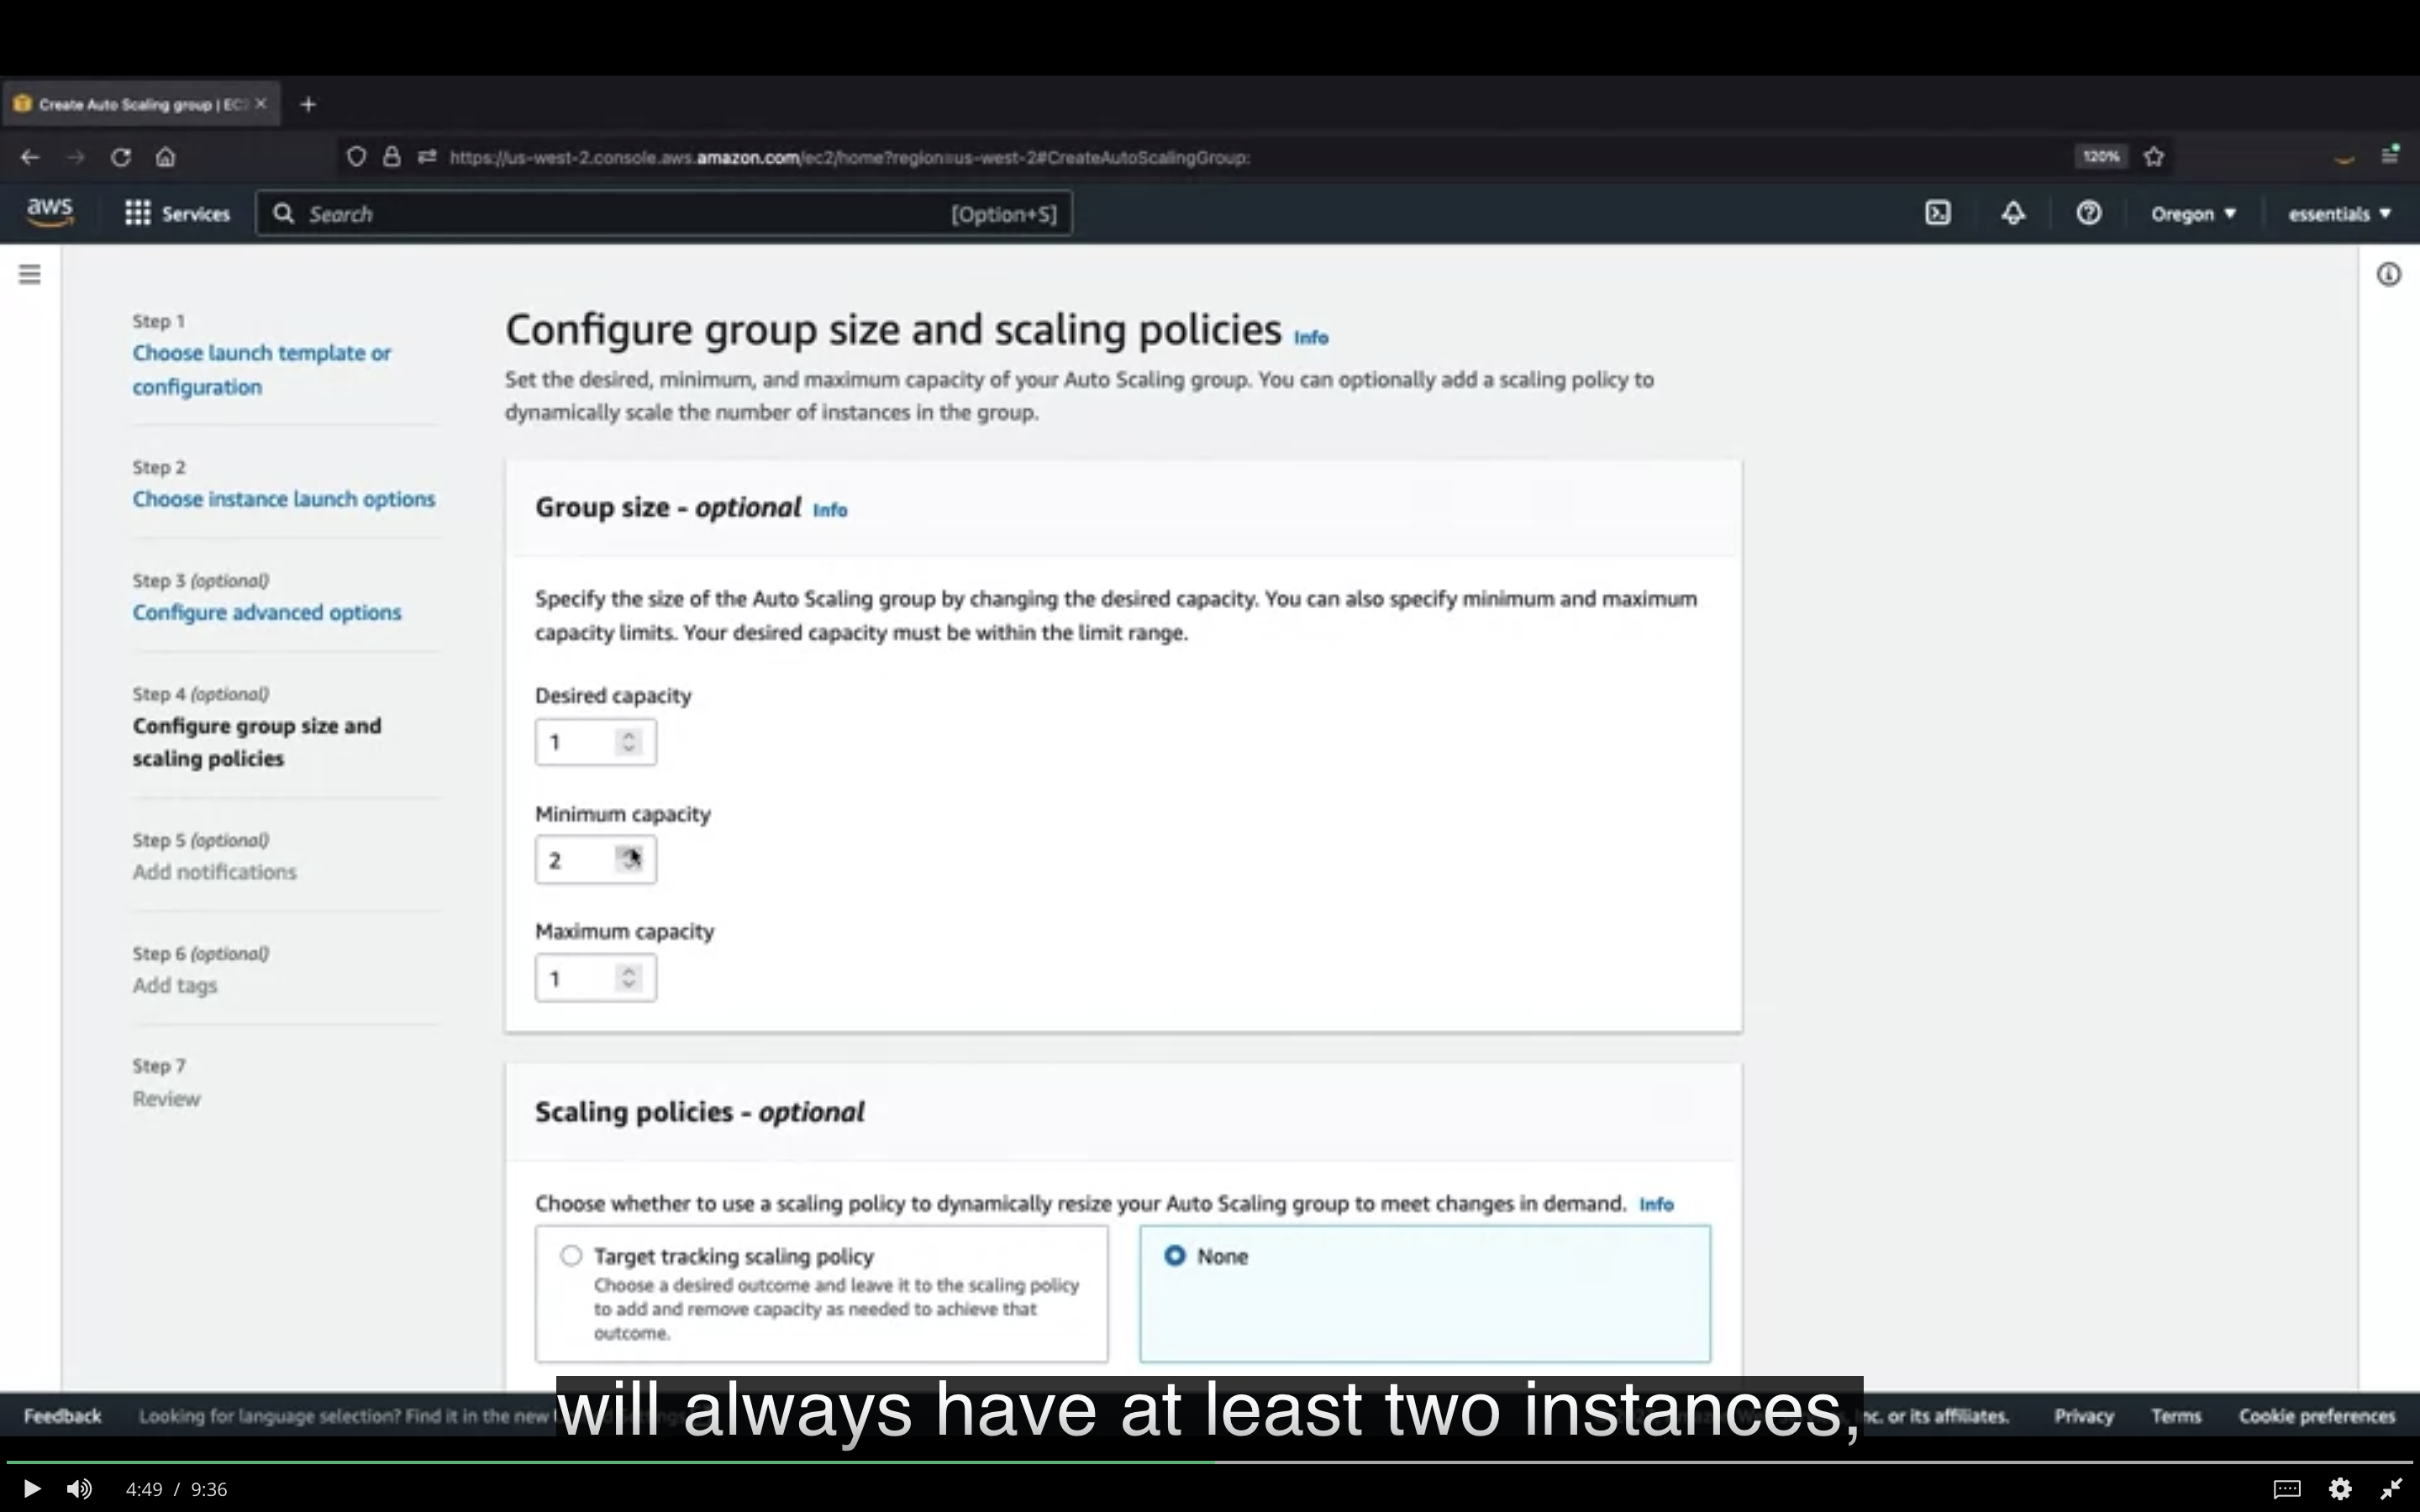 Create Auto Scaling group | EC
https://us-west-2.console.aws.amazon.com/ec2/home?region=us-west-2#CreateAutoScalingGroup:
120%
aws
Services
Search
[Option+S]
Oregon
essentials
Step 1
Choose launch template or
configuration
Step 2
Choose instance launch options
Step 3 (optional)
Configure advanced options
Step 4 (optional)
Configure group size and
scaling policies
Step 5 (optional)
Add notifications
Step 6 (optional)
Add tags
Step 7
Review
Configure group size and scaling policies Info
Set the desired, minimum, and maximum capacity of your Auto Scaling group. You can optionally add a scaling policy to
dynamically scale the number of instances in the group.
Group size - optional Info
Specify the size of the Auto Scaling group by changing the desired capacity. You can also specify minimum and maximum
capacity limits. Your desired capacity must be within the limit range.
Desired capacity
1
Minimum capacity
2
Maximum capacity
1
Scaling policies - optional
Choose whether to use a scaling policy to dynamically resize your Auto Scaling group to meet changes in demand. Info
Target tracking scaling policy
Choose a desired outcome and leave it to the scaling policy
to add and remove capacity as needed to achieve that
outcome.
None
will always have at least two instances,
Feedback
Looking for language selection? Find it in the new
or its affiliates.
Privacy
Terms
Cookie preferences
4:49 / 9:36